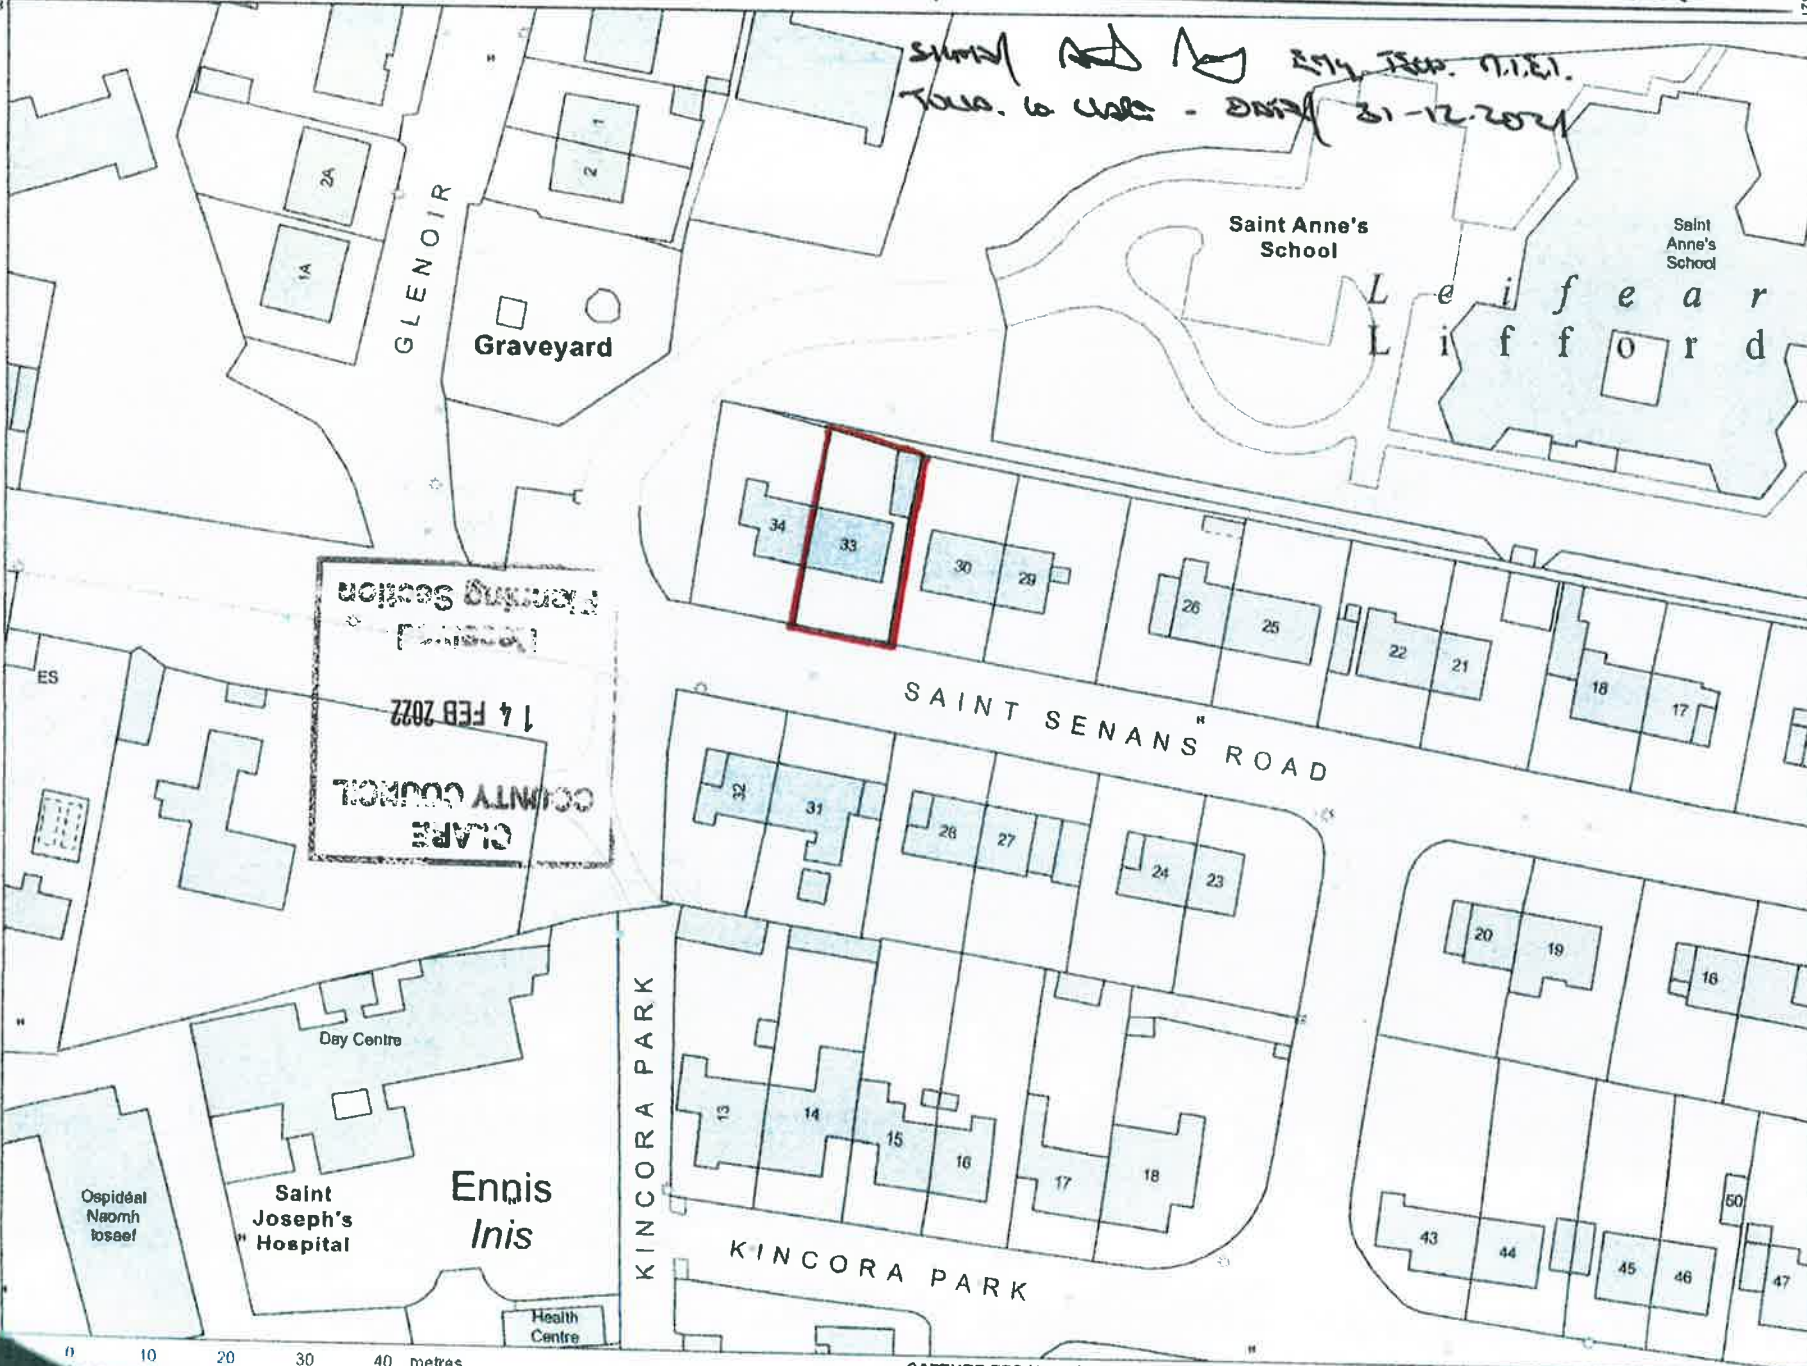 31-12-2021
1
2
2A
1A
GLENOIR
Graveyard
Saint Anne's
School
Saint
Anne's
School
Leifear
Lifford
34
33
30
29
26
25
22
21
18
17
SAINT SENANS ROAD
CLARE
COUNTY COUNCIL
14 FEB 2022
Received
Planning Section
ES
32
31
28
27
24
23
20
19
16
Day Centre
KINCORA PARK
13
14
15
16
17
18
Ospidéal
Naomh
Iosaef
Saint
Joseph's
Hospital
Ennis
Inis
KINCORA PARK
Health
Centre
43
44
45
46
50
47
0 10 20 30 40 metres